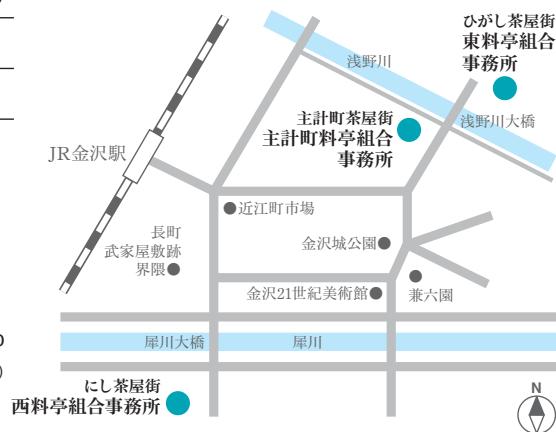 ひがし茶屋街
東料亭組合
事務所
浅野川
主計町茶屋街
主計町料亭組合
事務所
浅野川大橋
JR金沢駅
近江町市場
長町
武家屋敷跡
界隈
金沢城公園
金沢21世紀美術館
兼六園
犀川大橋
犀川
にし茶屋街
西料亭組合事務所
N